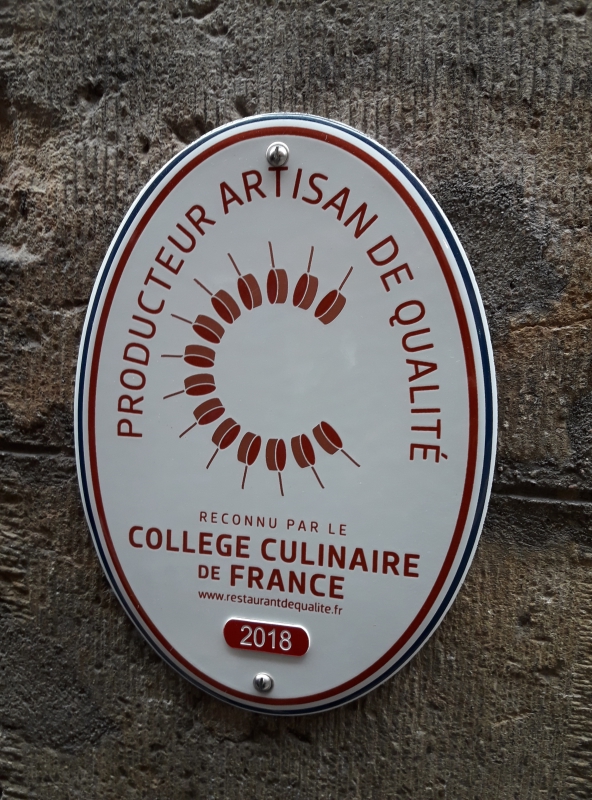 PRODUCTEUR ARTISAN DE QUALITÉ
RECONNU PAR LE
COLLEGE CULINAIRE
DE FRANCE
www.restaurantdequalite.fr
2018